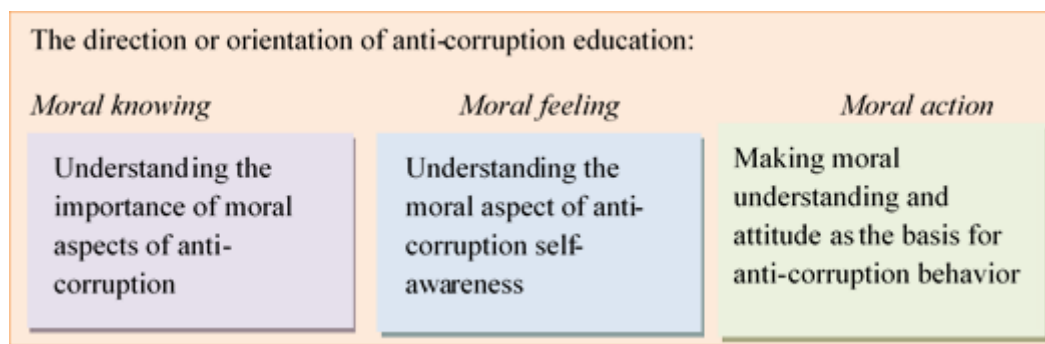 The direction or orientation of anti-corruption education:
Moral knowing
Moral feeling
Moral action
Understanding the
importance of moral
aspects of anti-
corruption
Understanding the
moral aspect of anti-
corruption self-
awareness
Making moral
understanding and
attitude as the basis for
anti-corruption behavior